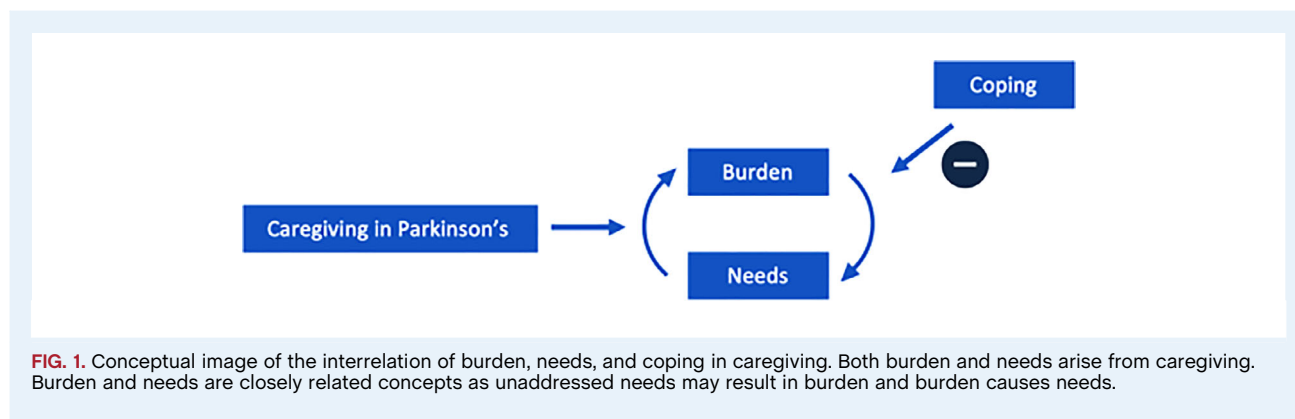 Coping
Burden
Caregiving in Parkinson's
Needs
FIG. 1. Conceptual image of the interrelation of burden, needs, and coping in caregiving. Both burden and needs arise from caregiving.
Burden and needs are closely related concepts as unaddressed needs may result in burden and burden causes needs.